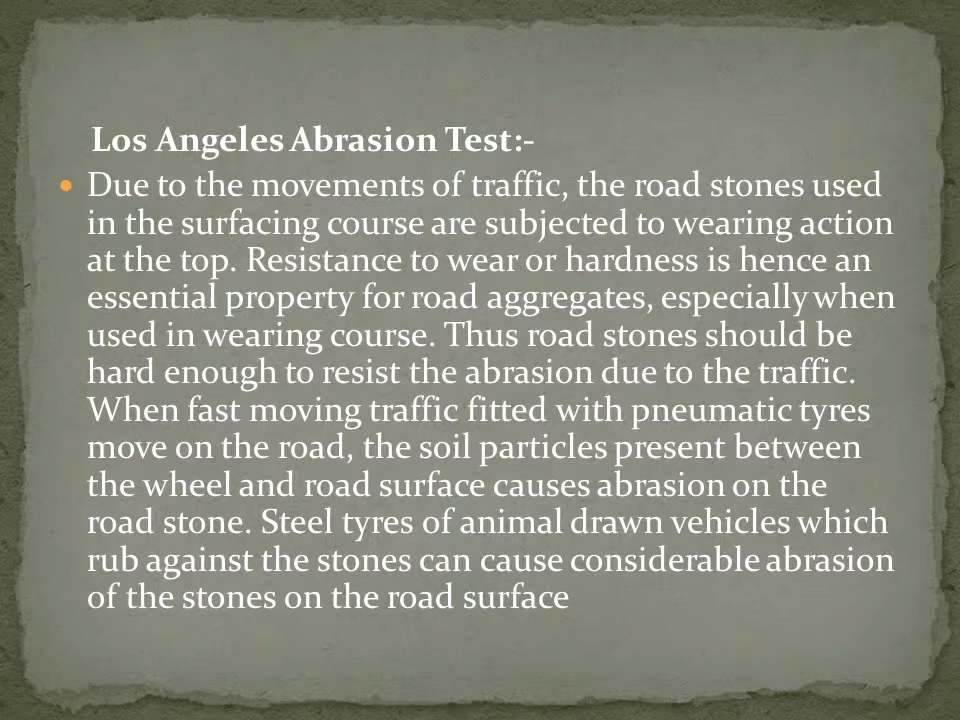 Los Angeles Abrasion Test:-
• Due to the movements of traffic, the road stones used
in the surfacing course are subjected to wearing action
at the top. Resistance to wear or hardness is hence an
essential property for road aggregates, especially when
used in wearing course. Thus road stones should be
hard enough to resist the abrasion due to the traffic.
When fast moving traffic fitted with pneumatic tyres
move on the road, the soil particles present between
the wheel and road surface causes abrasion on the
road stone. Steel tyres of animal drawn vehicles which
rub against the stones can cause considerable abrasion
of the stones on the road surface